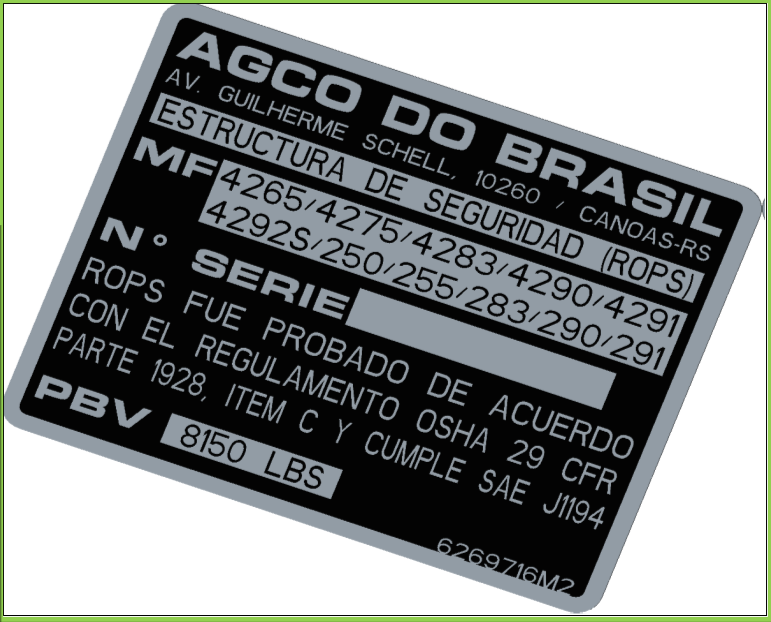 AGCO DO BRASIL
AV. GUILHERME SCHELL, 10260 / CANOAS-RS
ESTRUCTURA DE SEGURIDAD (ROPS)
MF 4265/4275/4283/4290/4291
4292S/250/255/283/290/291
N° SERIE
ROPS FUE PROBADO DE ACUERDO
CON EL REGULAMENTO OSHA 29 CFR
PARTE 1928, ITEM C Y CUMPLE SAE J1194
PBV 8150 LBS
6269716M2